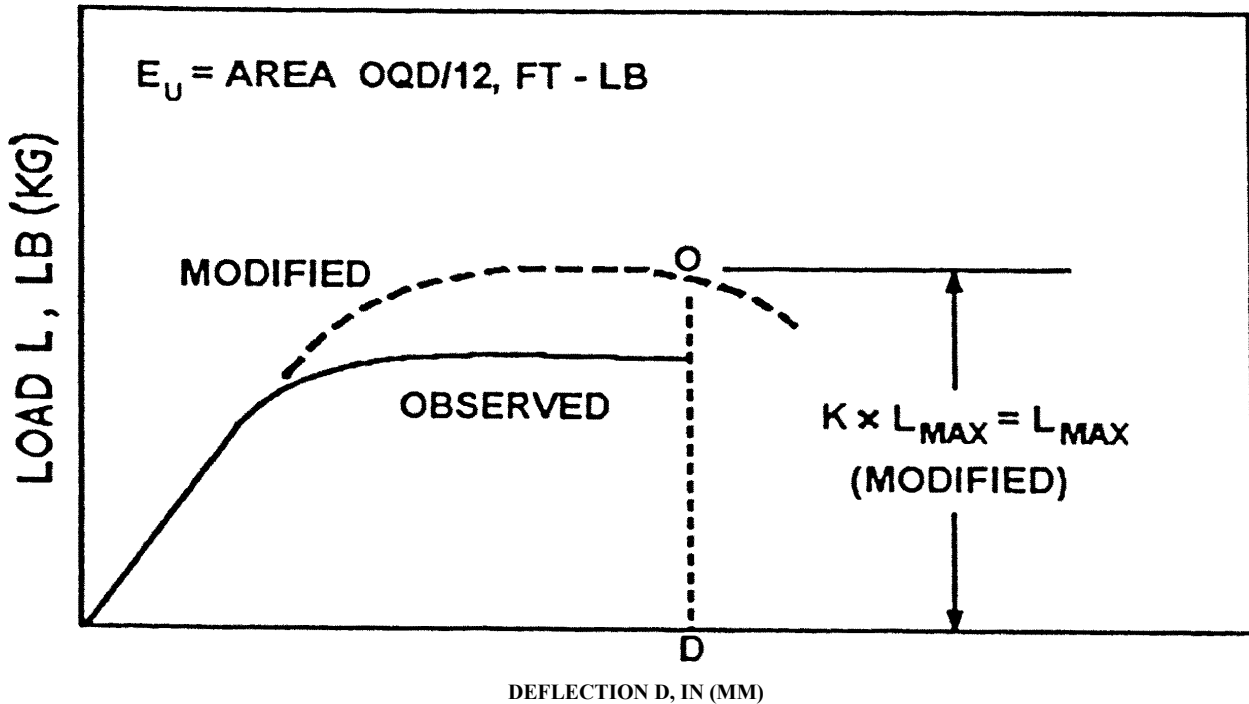 E_U = AREA OQD/12, FT - LB
LOAD L, LB (KG)
MODIFIED
O
OBSERVED
K × L_MAX = L_MAX
(MODIFIED)
D
DEFLECTION D, IN (MM)